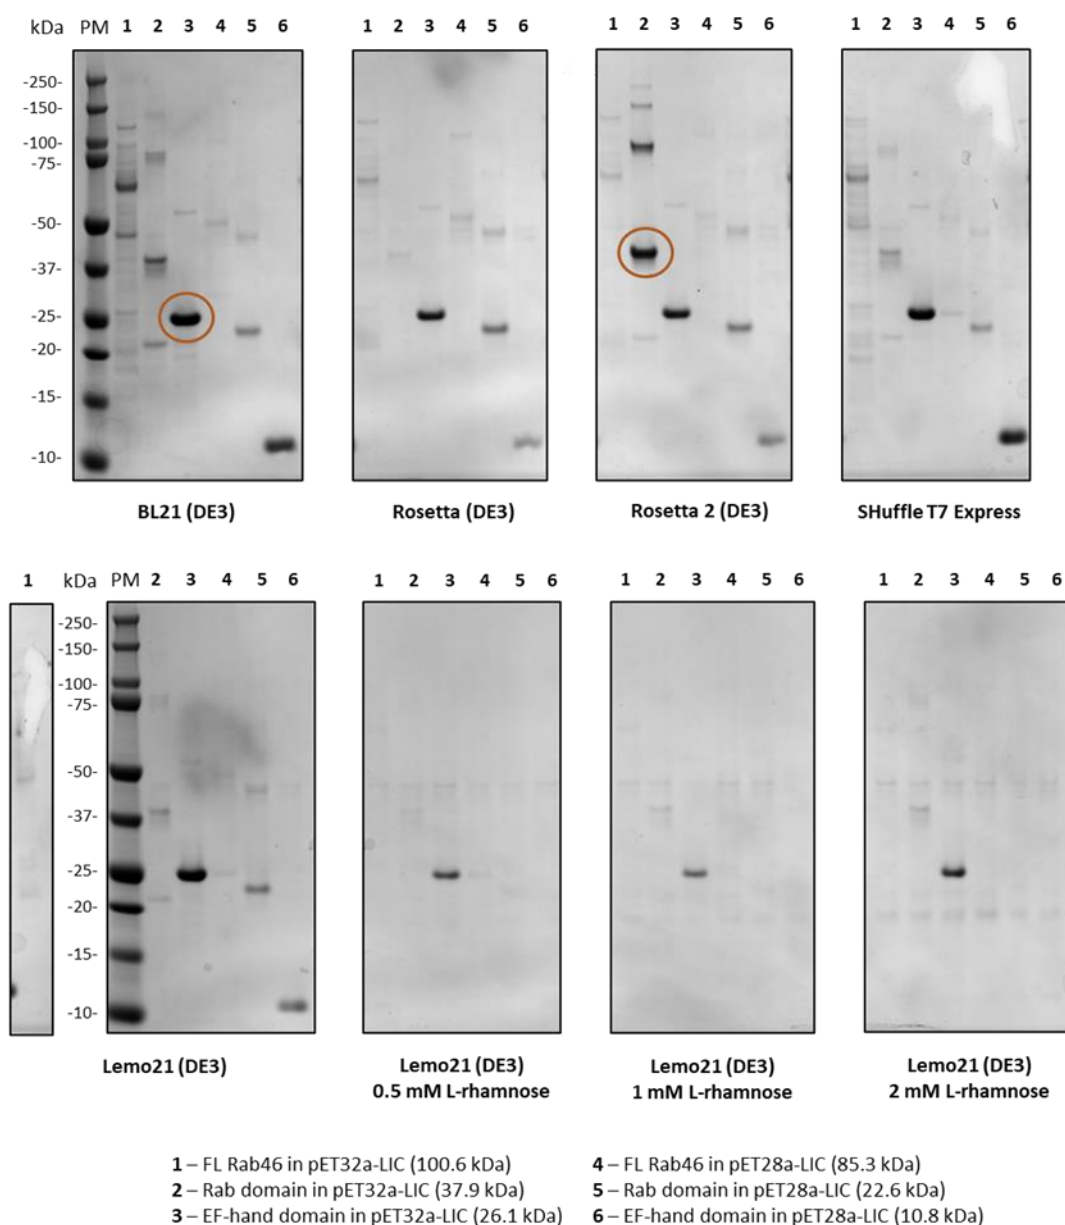 kDa PM 1 2 3 4 5 6 1 2 3 4 5 6 1 2 3 4 5 6 1 2 3 4 5 6
-250-
-150-
-100-
-75-
-50-
-37-
-25-
-20-
-15-
-10-
BL21 (DE3) Rosetta (DE3) Rosetta 2 (DE3) SHuffle T7 Express
1 kDa PM 2 3 4 5 6 1 2 3 4 5 6 1 2 3 4 5 6 1 2 3 4 5 6
-250-
-150-
-100-
-75-
-50-
-37-
-25-
-20-
-15-
-10-
Lemo21 (DE3) Lemo21 (DE3) Lemo21 (DE3) Lemo21 (DE3)
0.5 mM L-rhamnose 1 mM L-rhamnose 2 mM L-rhamnose
1 – FL Rab46 in pET32a-LIC (100.6 kDa) 4 – FL Rab46 in pET28a-LIC (85.3 kDa)
2 – Rab domain in pET32a-LIC (37.9 kDa) 5 – Rab domain in pET28a-LIC (22.6 kDa)
3 – EF-hand domain in pET32a-LIC (26.1 kDa) 6 – EF-hand domain in pET28a-LIC (10.8 kDa)